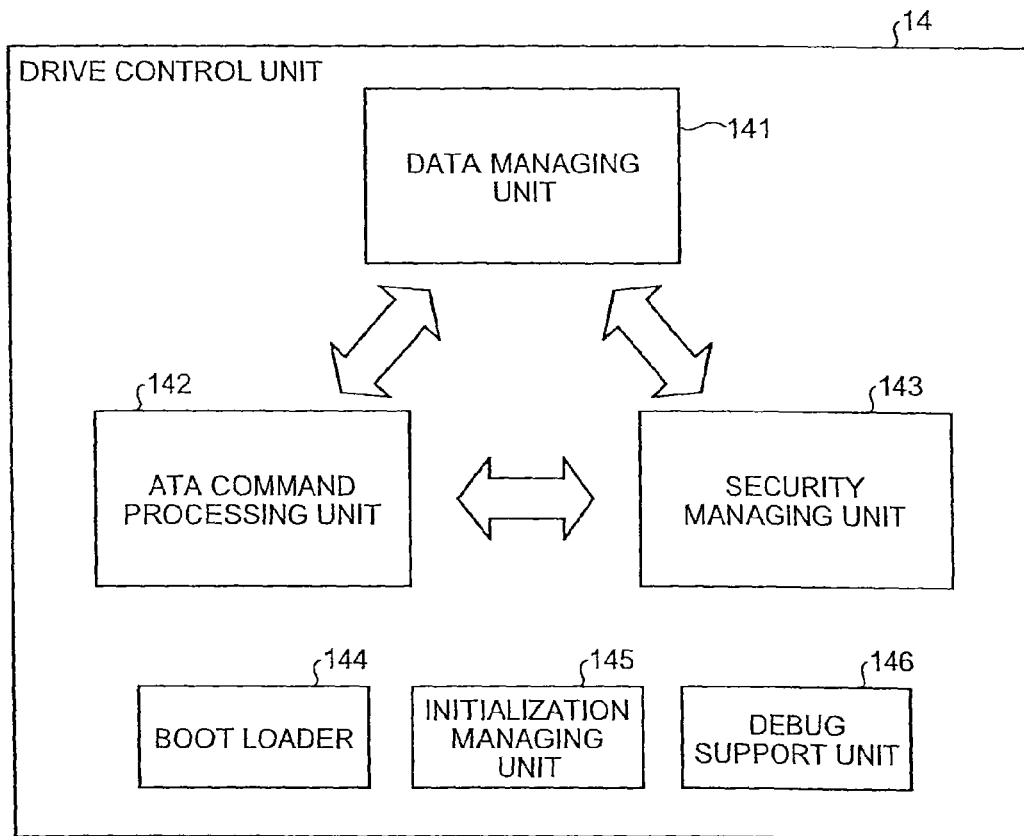 14
DRIVE CONTROL UNIT
141
DATA MANAGING
UNIT
142
143
ATA COMMAND
PROCESSING UNIT
SECURITY
MANAGING UNIT
144
145
146
BOOT LOADER
INITIALIZATION
MANAGING
UNIT
DEBUG
SUPPORT UNIT